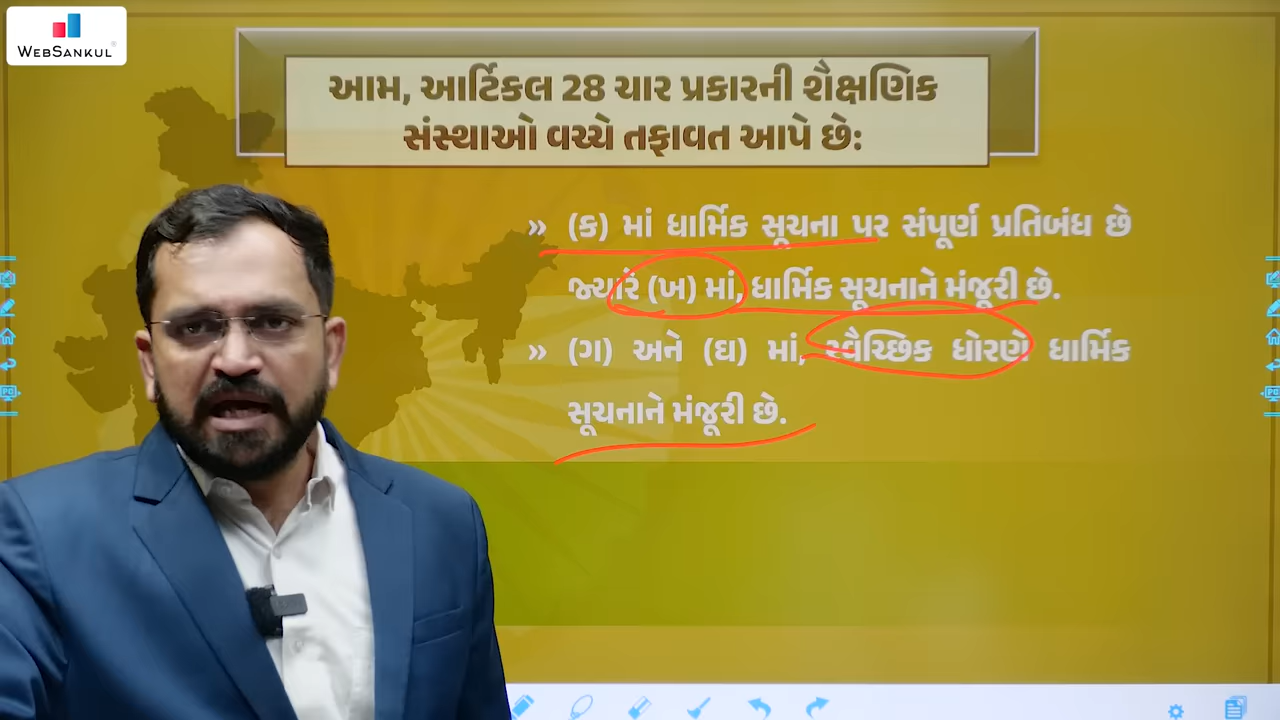 WEBSANKUL
આમ, આર્ટિકલ 28 ચાર પ્રકારની શૈક્ષણિક
સંસ્થાઓ વચ્ચે તફાવત આપે છે:
» (ક) માં ધાર્મિક સૂચના પર સંપૂર્ણ પ્રતિબંધ છે
જ્યારે (ખ) માં, ધાર્મિક સૂચનાને મંજૂરી છે.
» (ગ) અને (ઘ) માં, સ્વૈચ્છિક ધોરણે ધાર્મિક
સૂચનાને મંજૂરી છે.